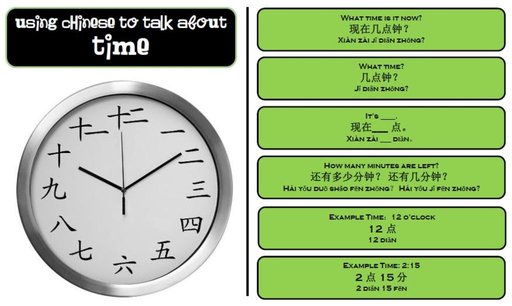 using chinese to talk about
time
十二
一
二
三
四
五
六
七
八
九
十
十一
What time is it now?
现在几点钟？
Xiàn zài jǐ diǎn zhōng?
What time?
几点钟？
Jǐ diǎn zhōng?
It's ___.
现在___ 点。
Xiàn zài ___ diǎn.
How many minutes are left?
还有多少分钟？ 还有几分钟？
Hái yǒu duō shǎo fēn zhōng? Hái yǒu jǐ fēn zhōng?
Example Time: 12 o'clock
12 点
12 diǎn
Example Time: 2:15
2 点 15 分
2 diǎn 15 fēn